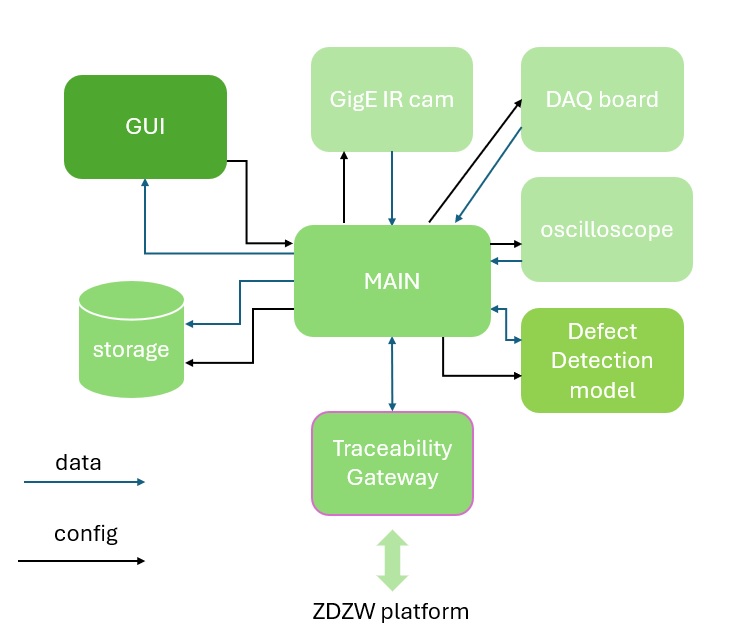 GUI
GigE IR cam
DAQ board
oscilloscope
MAIN
storage
Defect
Detection
model
Traceability
Gateway
data
config
ZDZW platform